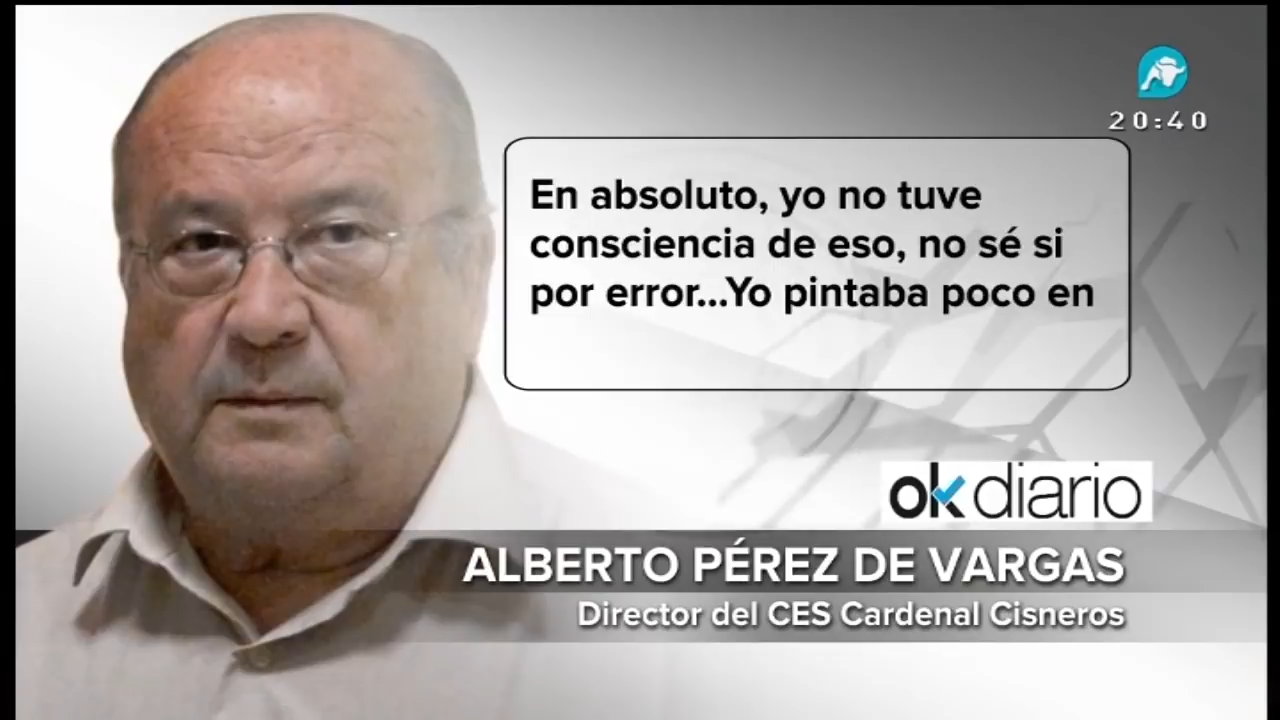 20:40
En absoluto, yo no tuve
consciencia de eso, no sé si
por error...Yo pintaba poco en
okdiario
ALBERTO PÉREZ DE VARGAS
Director del CES Cardenal Cisneros